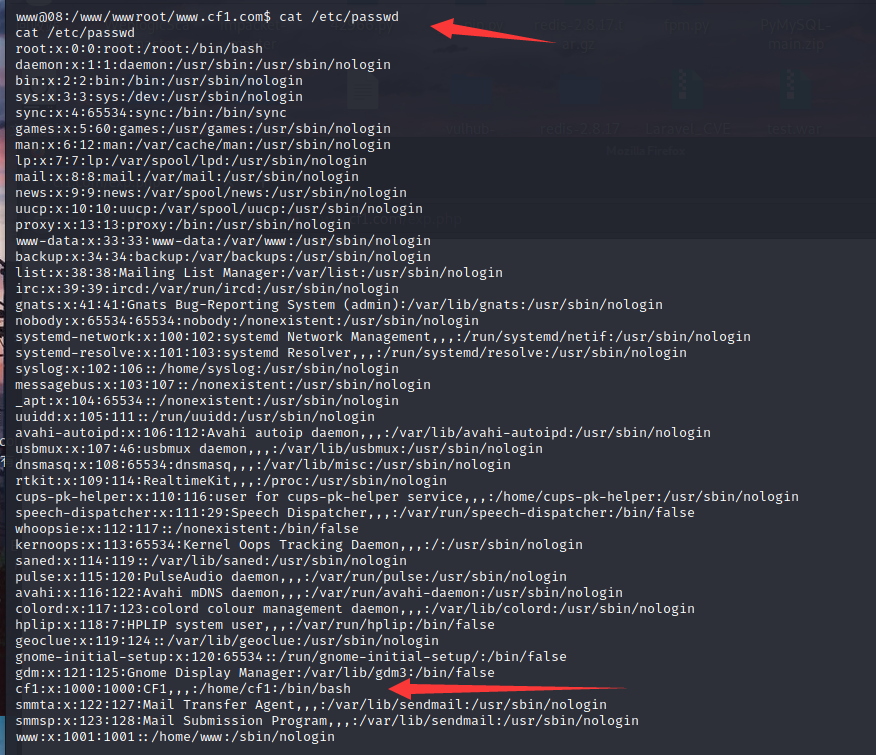 www@08:/www/wwwroot/www.cf1.com$ cat /etc/passwd
cat /etc/passwd
root:x:0:0:root:/root:/bin/bash
daemon:x:1:1:daemon:/usr/sbin:/usr/sbin/nologin
bin:x:2:2:bin:/bin:/usr/sbin/nologin
sys:x:3:3:sys:/dev:/usr/sbin/nologin
sync:x:4:65534:sync:/bin:/bin/sync
games:x:5:60:games:/usr/games:/usr/sbin/nologin
man:x:6:12:man:/var/cache/man:/usr/sbin/nologin
lp:x:7:7:lp:/var/spool/lpd:/usr/sbin/nologin
mail:x:8:8:mail:/var/mail:/usr/sbin/nologin
news:x:9:9:news:/var/spool/news:/usr/sbin/nologin
uucp:x:10:10:uucp:/var/spool/uucp:/usr/sbin/nologin
proxy:x:13:13:proxy:/bin:/usr/sbin/nologin
www-data:x:33:33:www-data:/var/www:/usr/sbin/nologin
backup:x:34:34:backup:/var/backups:/usr/sbin/nologin
list:x:38:38:Mailing List Manager:/var/list:/usr/sbin/nologin
irc:x:39:39:ircd:/var/run/ircd:/usr/sbin/nologin
gnats:x:41:41:Gnats Bug-Reporting System (admin):/var/lib/gnats:/usr/sbin/nologin
nobody:x:65534:65534:nobody:/nonexistent:/usr/sbin/nologin
systemd-network:x:100:102:systemd Network Management,,,:/run/systemd/netif:/usr/sbin/nologin
systemd-resolve:x:101:103:systemd Resolver,,,:/run/systemd/resolve:/usr/sbin/nologin
syslog:x:102:106::/home/syslog:/usr/sbin/nologin
messagebus:x:103:107::/nonexistent:/usr/sbin/nologin
_apt:x:104:65534::/nonexistent:/usr/sbin/nologin
uuidd:x:105:111::/run/uuidd:/usr/sbin/nologin
avahi-autoipd:x:106:112:Avahi autoip daemon,,,:/var/lib/avahi-autoipd:/usr/sbin/nologin
usbmux:x:107:46:usbmux daemon,,,:/var/lib/usbmux:/usr/sbin/nologin
dnsmasq:x:108:65534:dnsmasq,,,:/var/lib/misc:/usr/sbin/nologin
rtkit:x:109:114:RealtimeKit,,,:/proc:/usr/sbin/nologin
cups-pk-helper:x:110:116:user for cups-pk-helper service,,,:/home/cups-pk-helper:/usr/sbin/nologin
speech-dispatcher:x:111:29:Speech Dispatcher,,,:/var/run/speech-dispatcher:/bin/false
whoopsie:x:112:117::/nonexistent:/bin/false
kernoops:x:113:65534:Kernel Oops Tracking Daemon,,,:/:/usr/sbin/nologin
saned:x:114:119::/var/lib/saned:/usr/sbin/nologin
pulse:x:115:120:PulseAudio daemon,,,:/var/run/pulse:/usr/sbin/nologin
avahi:x:116:122:Avahi mDNS daemon,,,:/var/run/avahi-daemon:/usr/sbin/nologin
colord:x:117:123:colord colour management daemon,,,:/var/lib/colord:/usr/sbin/nologin
hplip:x:118:7:HPLIP system user,,,:/var/run/hplip:/bin/false
geoclue:x:119:124::/var/lib/geoclue:/usr/sbin/nologin
gnome-initial-setup:x:120:65534::/run/gnome-initial-setup/:/bin/false
gdm:x:121:125:Gnome Display Manager:/var/lib/gdm3:/bin/false
cf1:x:1000:1000:CF1,,,:/home/cf1:/bin/bash
smmta:x:122:127:Mail Transfer Agent,,,:/var/lib/sendmail:/usr/sbin/nologin
smmsp:x:123:128:Mail Submission Program,,,:/var/lib/sendmail:/usr/sbin/nologin
www:x:1001:1001::/home/www:/sbin/nologin